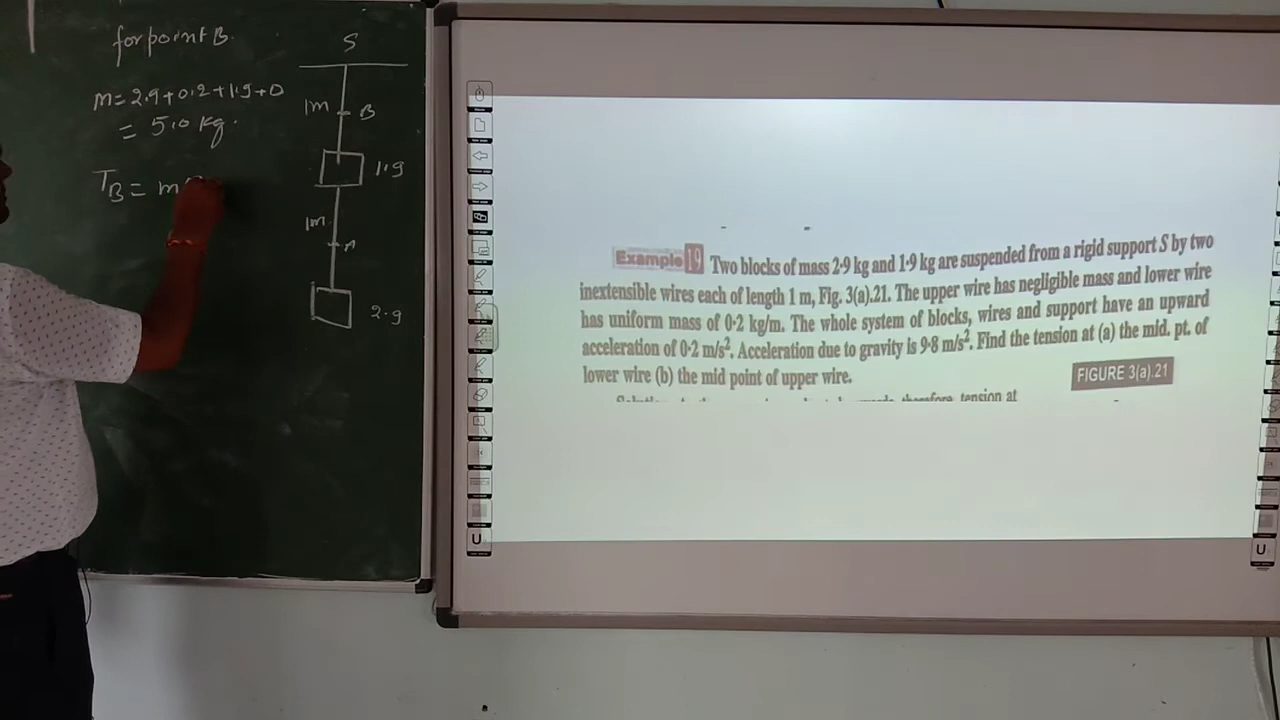 for point B.
m = 2.9 + 0.2 + 1.9 + 0
= 5.0 kg.
T_B = m
S
1m
B
1.9
1m
A
2.9
Example 19 Two blocks of mass 2·9 kg and 1·9 kg are suspended from a rigid support S by two
inextensible wires each of length 1 m, Fig. 3(a).21. The upper wire has negligible mass and lower wire
has uniform mass of 0·2 kg/m. The whole system of blocks, wires and support have an upward
acceleration of 0·2 m/s². Acceleration due to gravity is 9·8 m/s². Find the tension at (a) the mid. pt. of
lower wire (b) the mid point of upper wire.
FIGURE 3(a).21
therefore, tension at
U
U